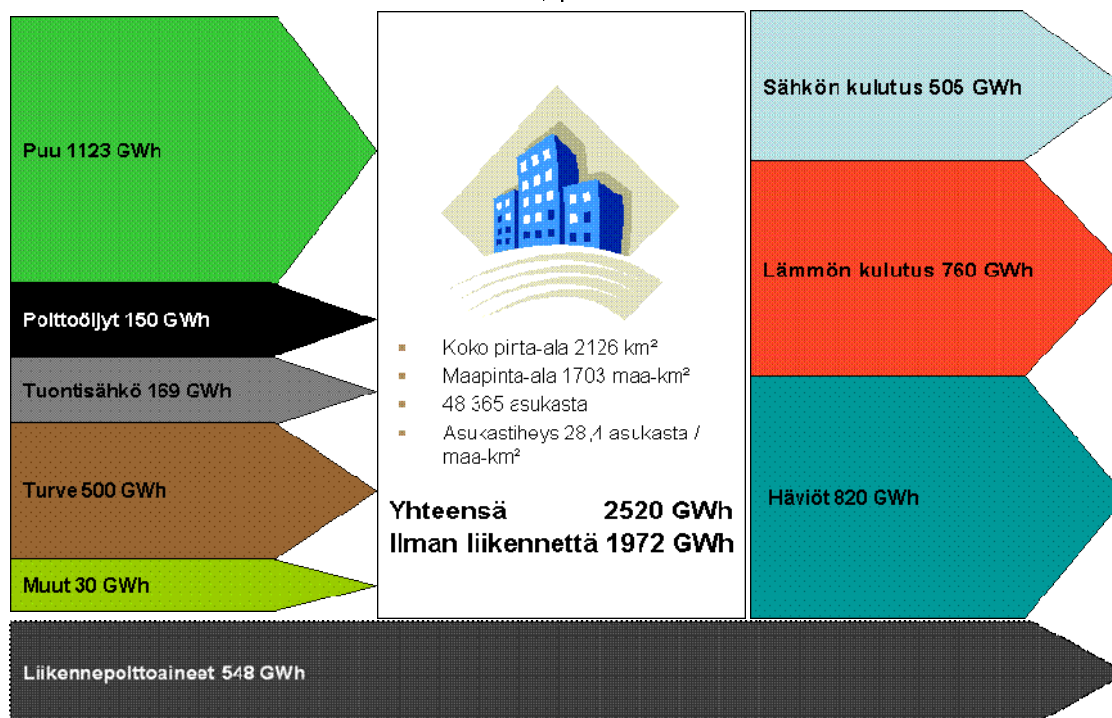 Puu 1123 GWh
Polttoöljyt 150 GWh
Tuontisähkö 169 GWh
Turve 500 GWh
Muut 30 GWh
Koko pirta-ala 2126 km²
Maapinta-ala 1703 maa-km²
48 365 asukasta
Asukastiheys 28,4 asukasta /
maa-km²
Yhteensä 2520 GWh
Ilman liikennettä 1972 GWh
Sähkön kulutus 505 GWh
Lämmön kulutus 760 GWh
Häviöt 820 GWh
Liikennepolttoaineet 548 GWh